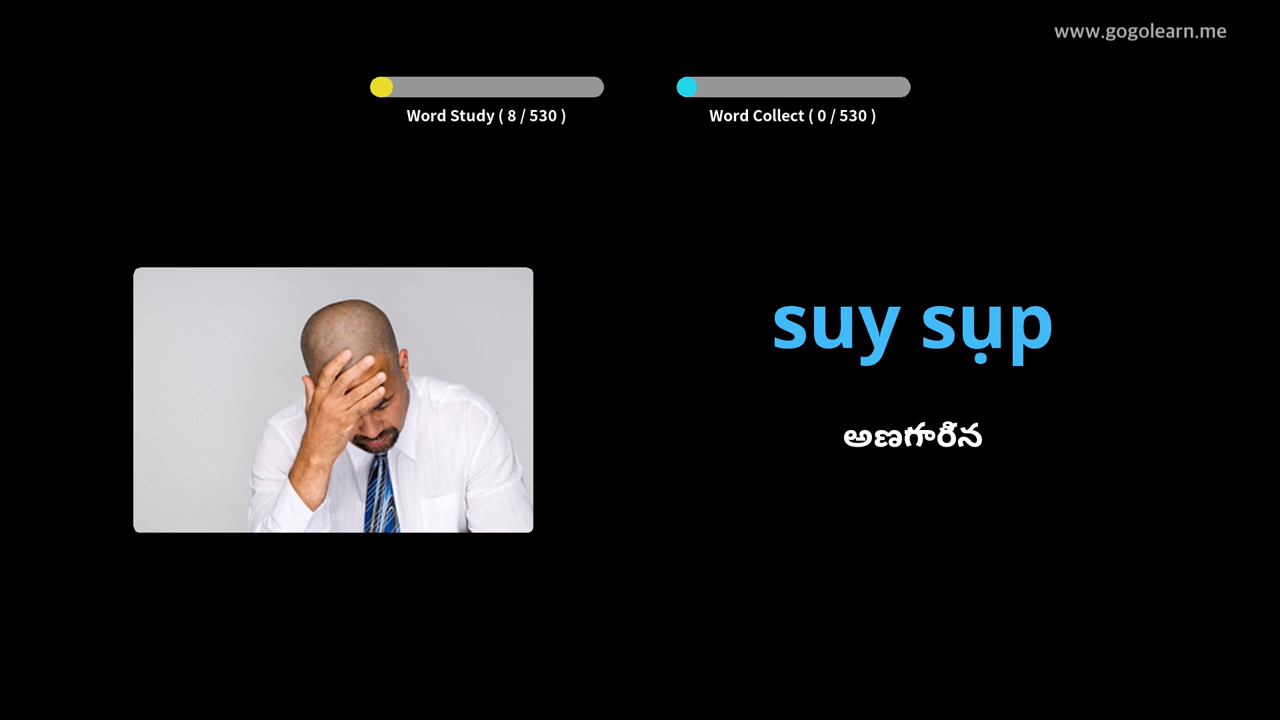 www.gogolearn.me
Word Study ( 8 / 530 )
Word Collect ( 0 / 530 )
suy sụp
అణగారిన